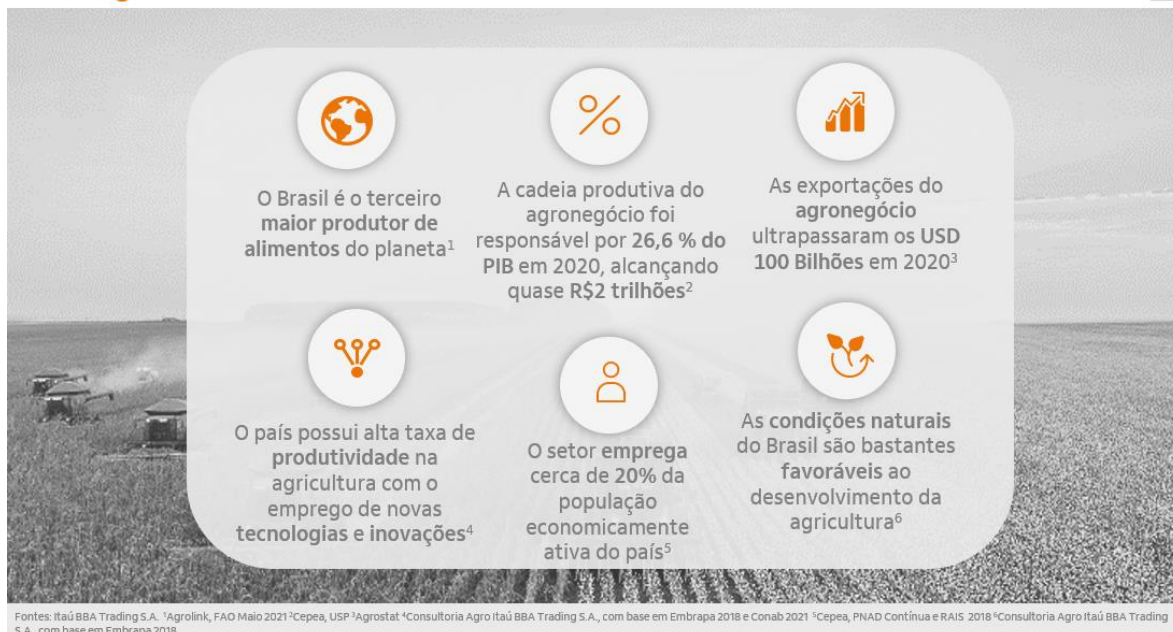 O Brasil é o terceiro
maior produtor de
alimentos do planeta¹
A cadeia produtiva do
agronegócio foi
responsável por 26,6 % do
PIB em 2020, alcançando
quase R$2 trilhões²
As exportações do
agronegócio
ultrapassaram os USD
100 Bilhões em 2020³
O país possui alta taxa de
produtividade na
agricultura com o
emprego de novas
tecnologias e inovações⁴
O setor emprega
cerca de 20% da
população
economicamente
ativa do país⁵
As condições naturais
do Brasil são bastantes
favoráveis ao
desenvolvimento da
agricultura⁶
Fontes: Itaú BBA Trading S.A. ¹Agrolink, FAO Maio 2021 ²Cepea, USP ³Agrostat ⁴Consultoria Agro Itaú BBA Trading S.A., com base em Embrapa 2018 e Conab 2021 ⁵Cepea, PNAD Contínua e RAIS 2018 ⁶Consultoria Agro Itaú BBA Trading
S.A., com base em Embrapa 2018